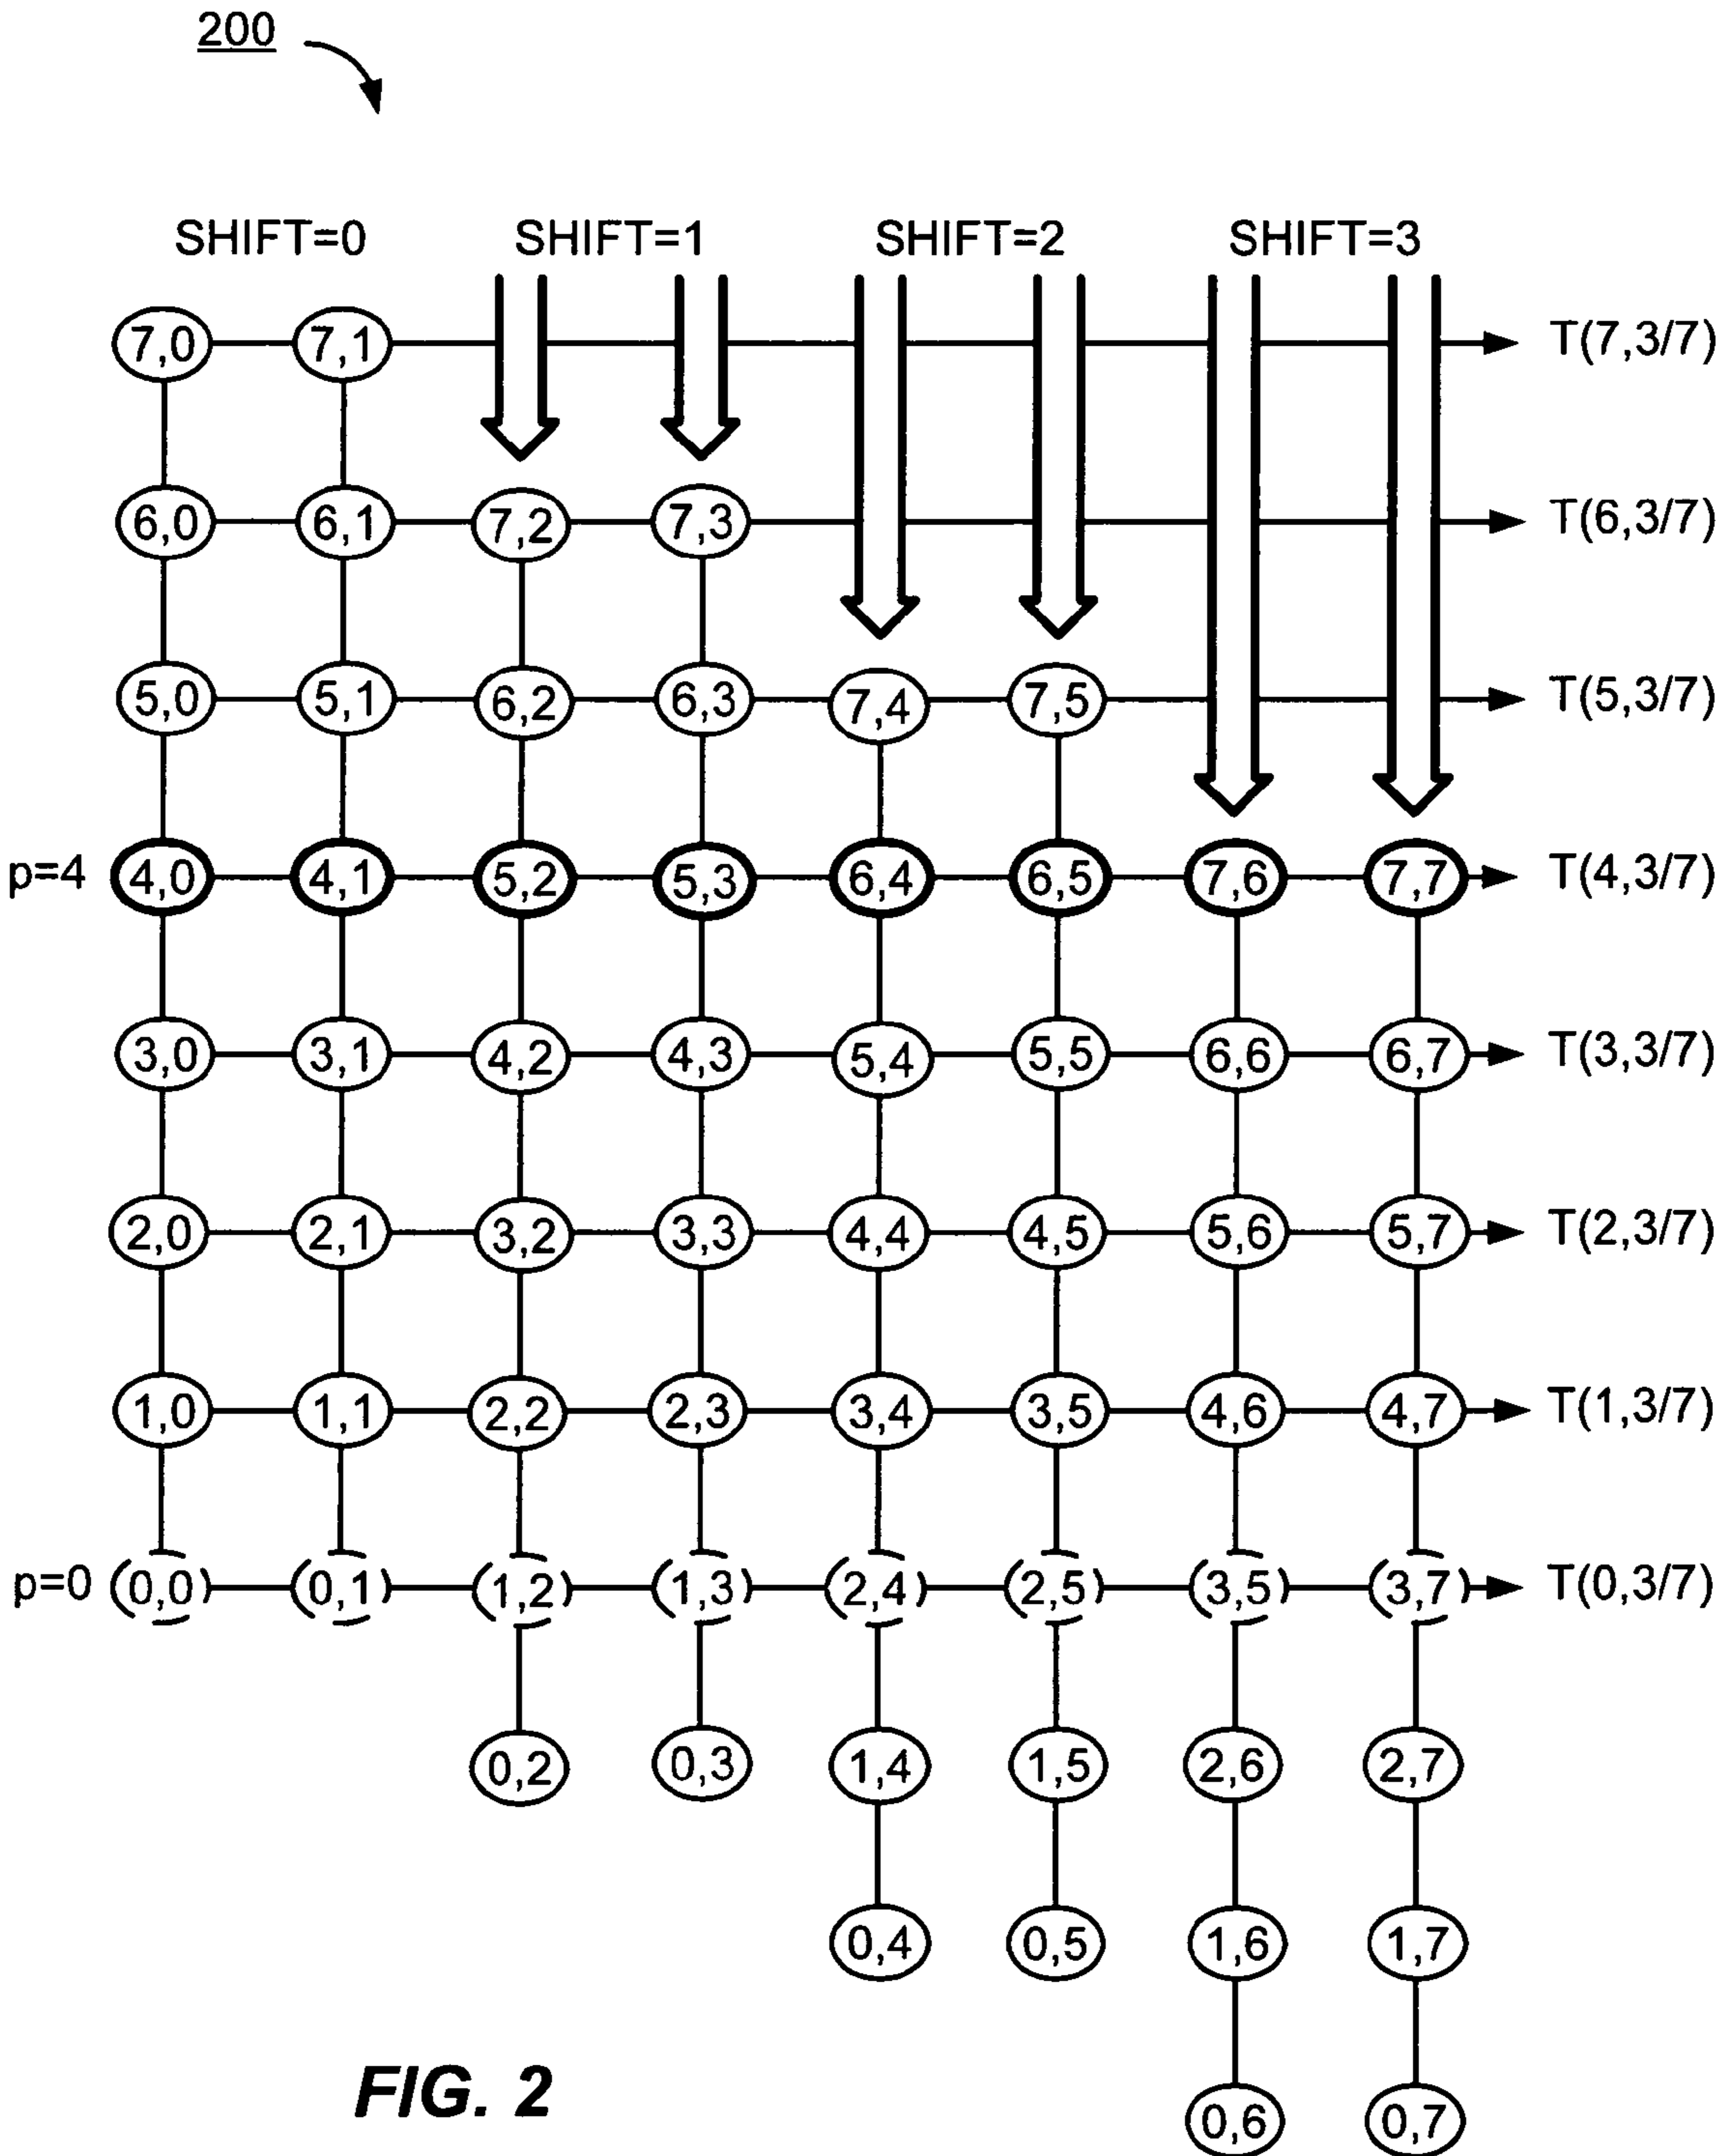 200
SHIFT=0 SHIFT=1 SHIFT=2 SHIFT=3
7,0 7,1 T(7,3/7)
6,0 6,1 7,2 7,3 T(6,3/7)
5,0 5,1 6,2 6,3 7,4 7,5 T(5,3/7)
p=4 4,0 4,1 5,2 5,3 6,4 6,5 7,6 7,7 T(4,3/7)
3,0 3,1 4,2 4,3 5,4 5,5 6,6 6,7 T(3,3/7)
2,0 2,1 3,2 3,3 4,4 4,5 5,6 5,7 T(2,3/7)
1,0 1,1 2,2 2,3 3,4 3,5 4,6 4,7 T(1,3/7)
p=0 0,0 0,1 1,2 1,3 2,4 2,5 3,5 3,7 T(0,3/7)
0,2 0,3 1,4 1,5 2,6 2,7
0,4 0,5 1,6 1,7
0,6 0,7
FIG. 2